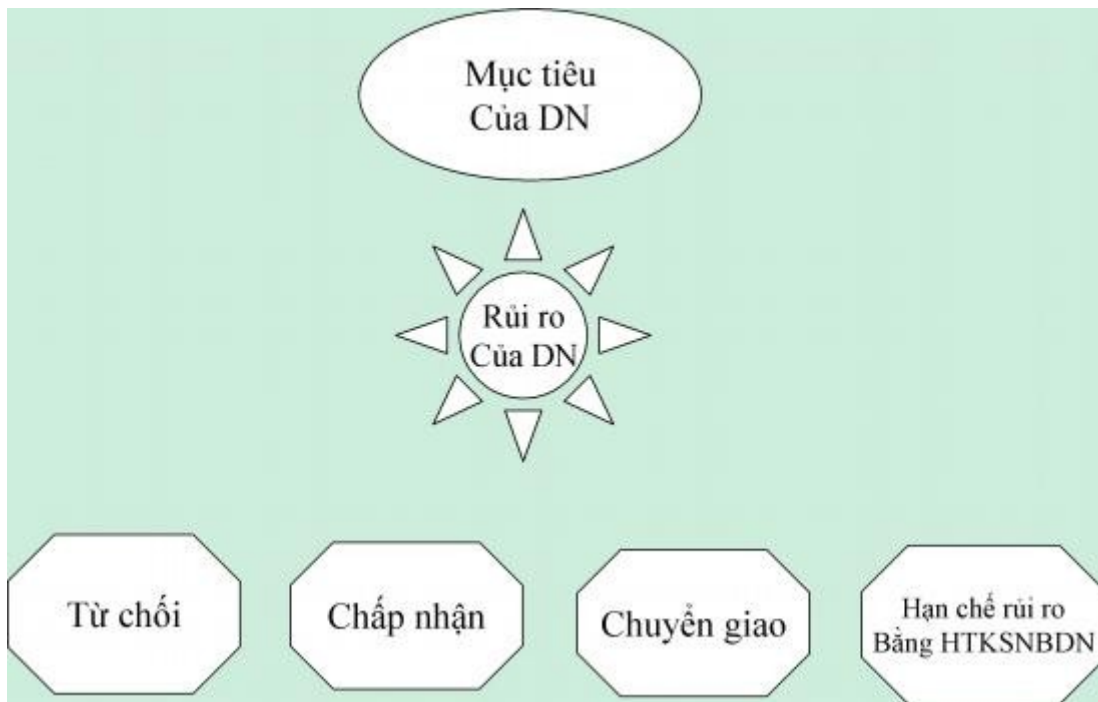 Mục tiêu
Của DN
Rủi ro
Của DN
Từ chối
Chấp nhận
Chuyển giao
Hạn chế rủi ro
Bằng HTKSNBDN